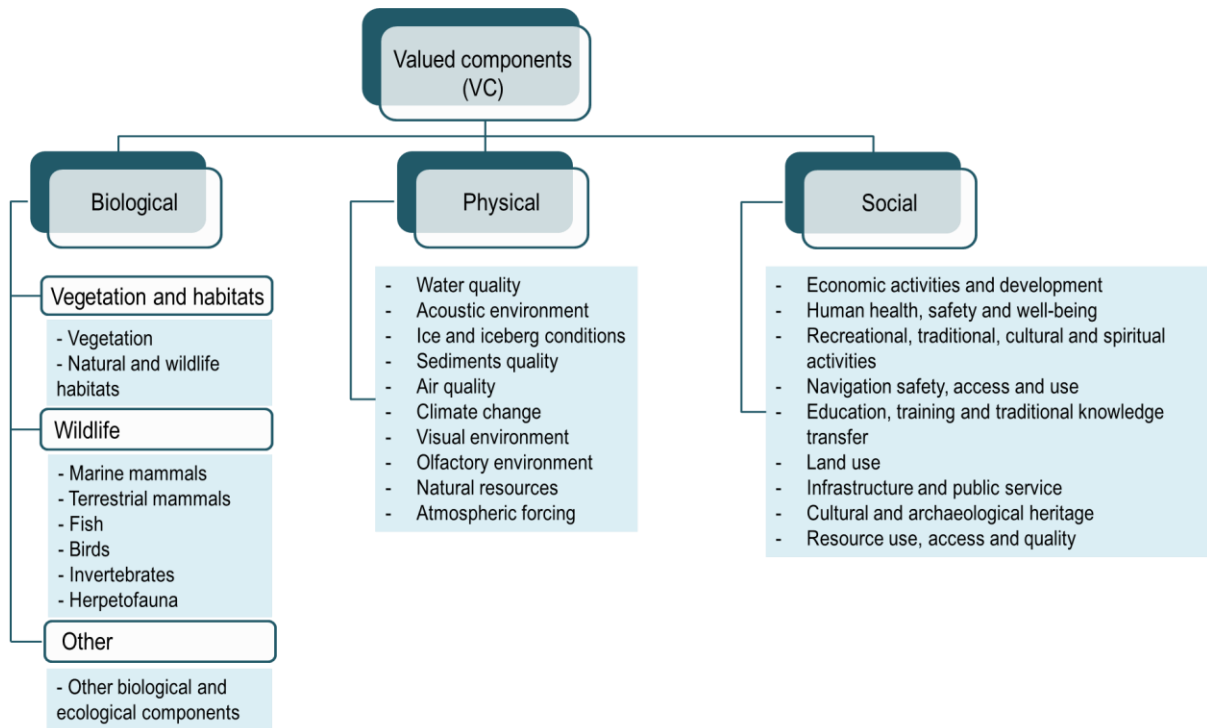 Valued components
(VC)
Biological
Vegetation and habitats
- Vegetation
- Natural and wildlife
habitats
Wildlife
- Marine mammals
- Terrestrial mammals
- Fish
- Birds
- Invertebrates
- Herpetofauna
Other
- Other biological and
ecological components
Physical
- Water quality
- Acoustic environment
- Ice and iceberg conditions
- Sediments quality
- Air quality
- Climate change
- Visual environment
- Olfactory environment
- Natural resources
- Atmospheric forcing
Social
- Economic activities and development
- Human health, safety and well-being
- Recreational, traditional, cultural and spiritual
activities
- Navigation safety, access and use
- Education, training and traditional knowledge
transfer
- Land use
- Infrastructure and public service
- Cultural and archaeological heritage
- Resource use, access and quality